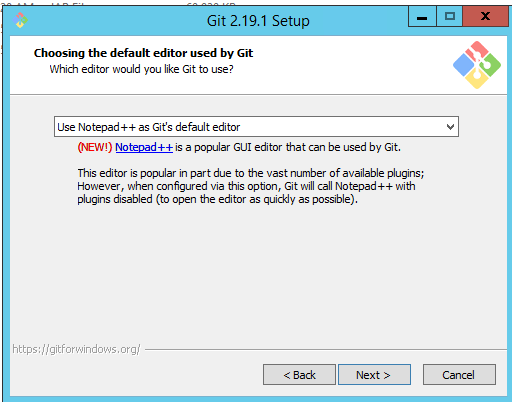 Git 2.19.1 Setup
Choosing the default editor used by Git
Which editor would you like Git to use?
Use Notepad++ as Git's default editor
(NEW!) Notepad++ is a popular GUI editor that can be used by Git.
This editor is popular in part due to the vast number of available plugins;
However, when configured via this option, Git will call Notepad++ with
plugins disabled (to open the editor as quickly as possible).
https://gitforwindows.org/
< Back
Next >
Cancel